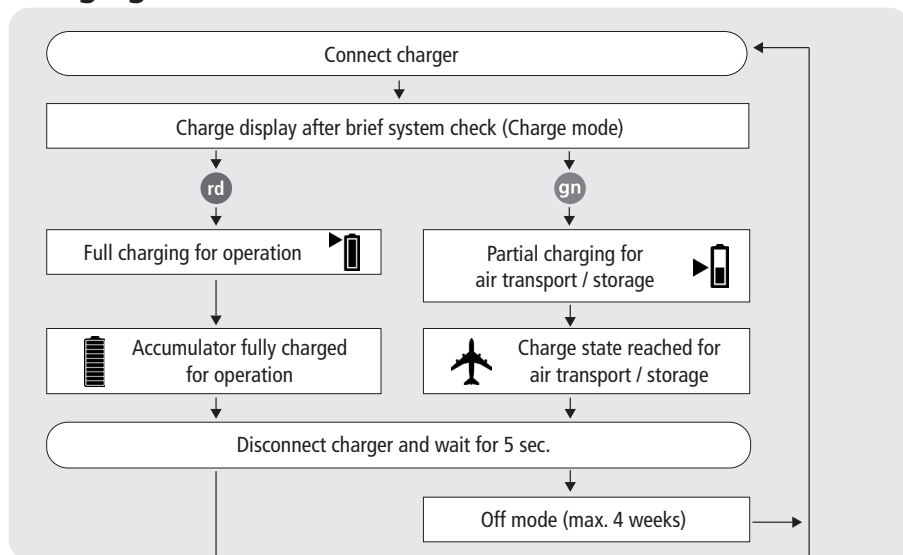 Connect charger
Charge display after brief system check (Charge mode)
rd
gn
Full charging for operation
Partial charging for
air transport / storage
Accumulator fully charged
for operation
Charge state reached for
air transport / storage
Disconnect charger and wait for 5 sec.
Off mode (max. 4 weeks)